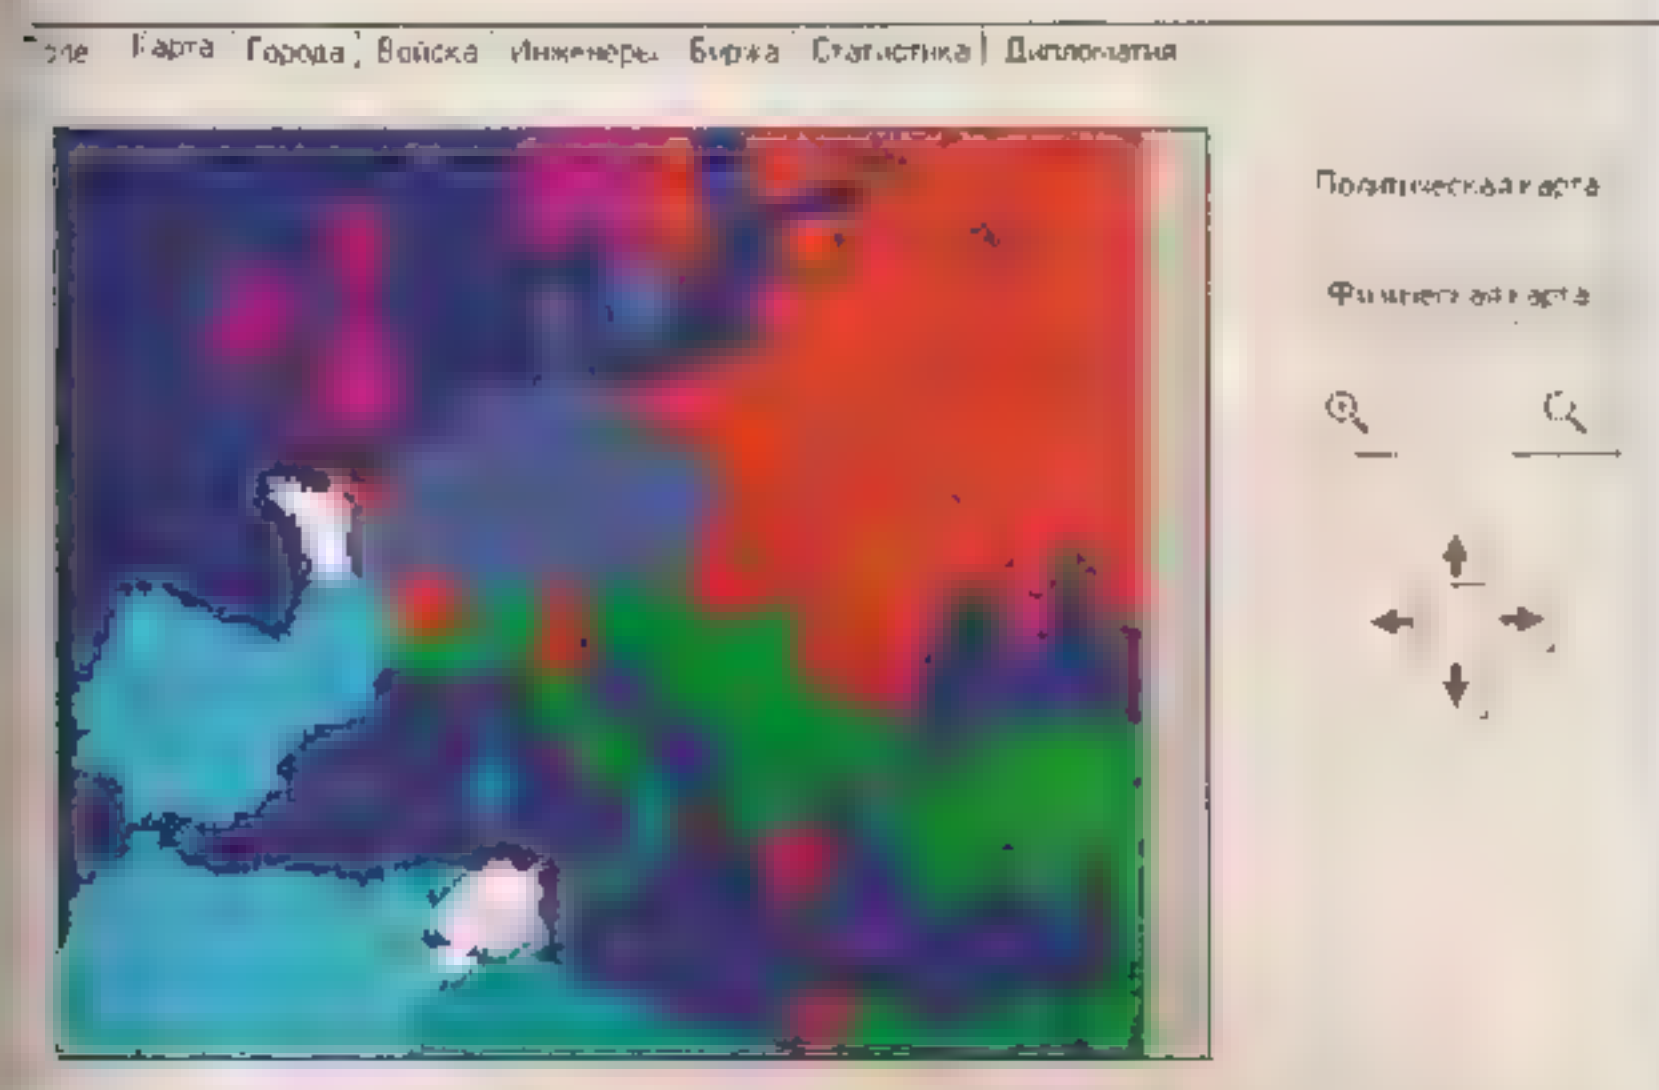 Карта Города Войска Инженеры Биржа Статистика Дипломатия
Политическая карта
Физическая карта